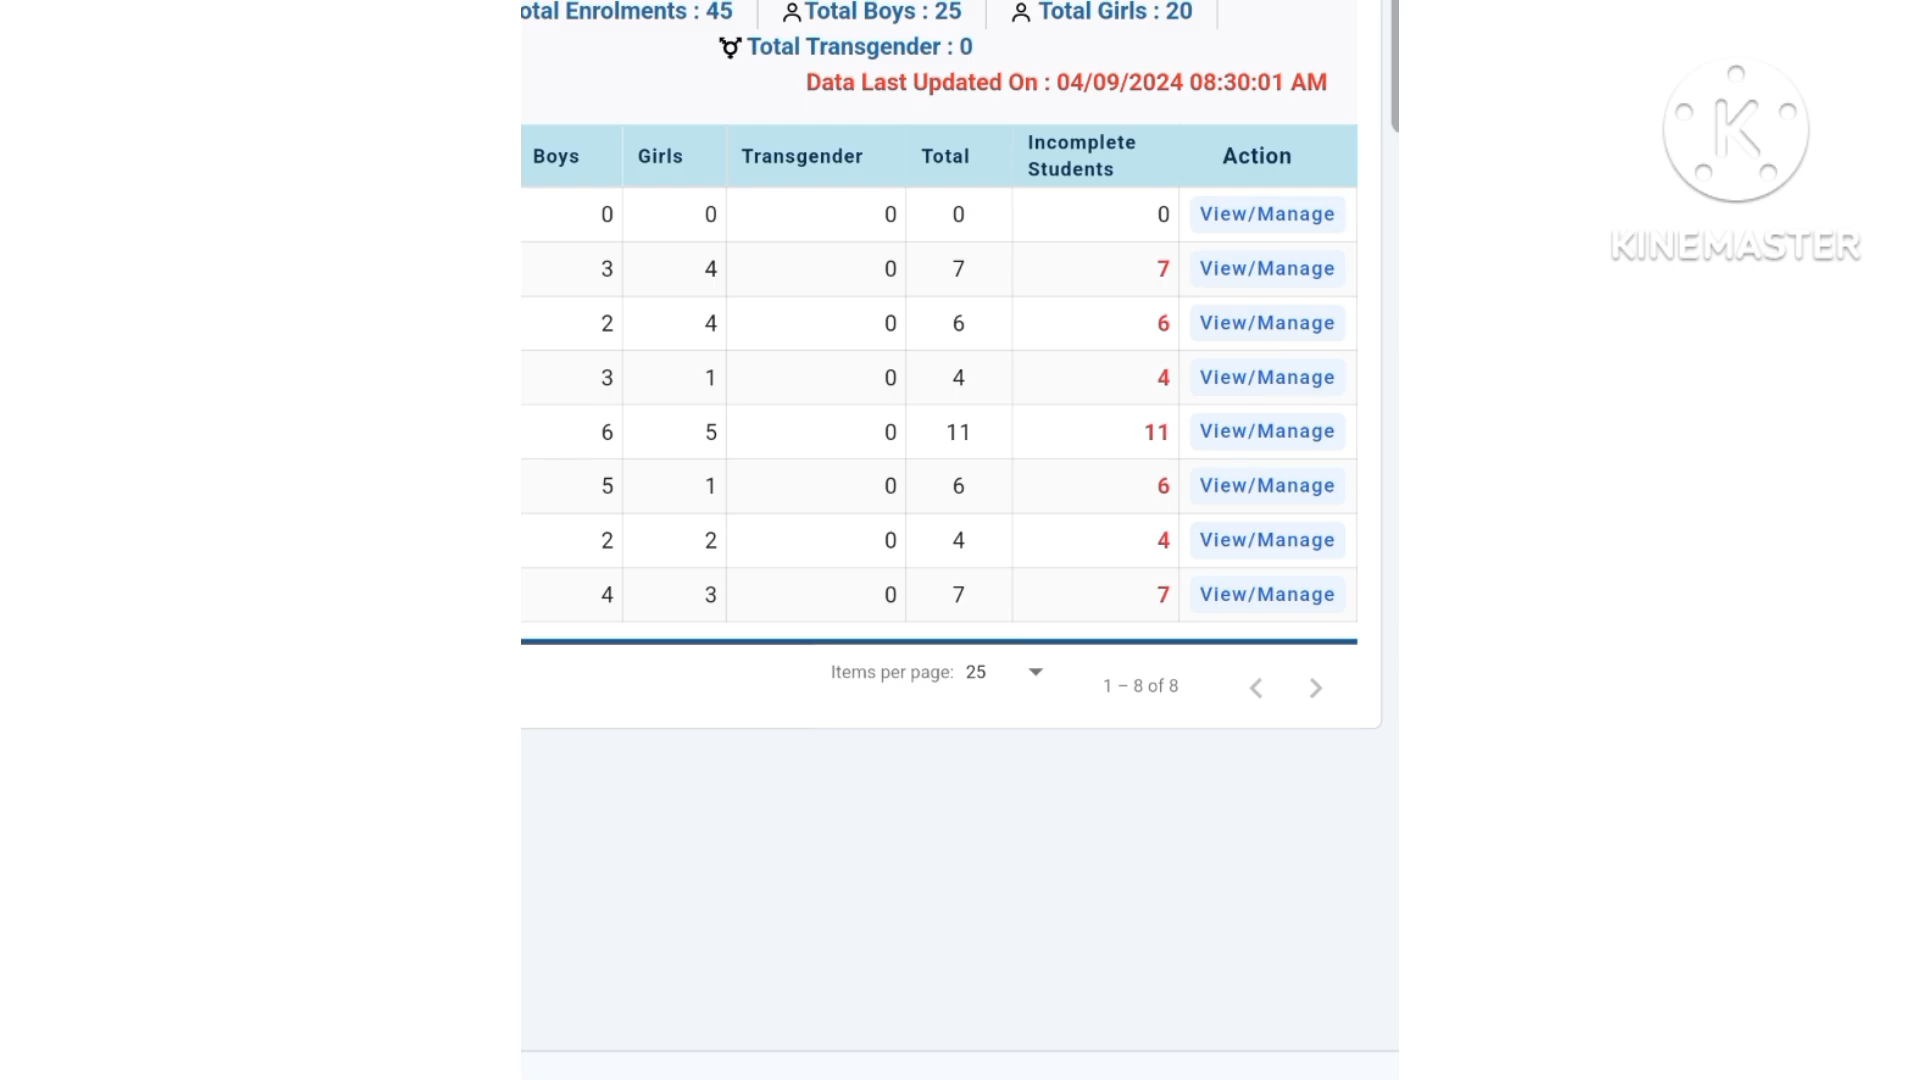 otal Enrolments : 45 Total Boys : 25 Total Girls : 20
Total Transgender : 0
Data Last Updated On : 04/09/2024 08:30:01 AM
Boys Girls Transgender Total Incomplete Students Action
0 0 0 0 0 View/Manage
3 4 0 7 7 View/Manage
2 4 0 6 6 View/Manage
3 1 0 4 4 View/Manage
6 5 0 11 11 View/Manage
5 1 0 6 6 View/Manage
2 2 0 4 4 View/Manage
4 3 0 7 7 View/Manage
Items per page: 25 1 – 8 of 8
K
KINEMASTER